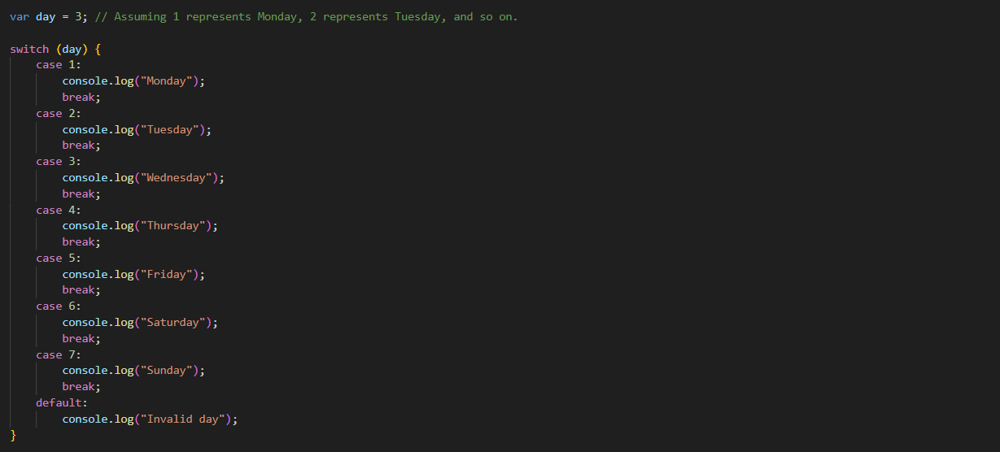 var day = 3; // Assuming 1 represents Monday, 2 represents Tuesday, and so on.

switch (day) {
    case 1:
        console.log("Monday");
        break;
    case 2:
        console.log("Tuesday");
        break;
    case 3:
        console.log("Wednesday");
        break;
    case 4:
        console.log("Thursday");
        break;
    case 5:
        console.log("Friday");
        break;
    case 6:
        console.log("Saturday");
        break;
    case 7:
        console.log("Sunday");
        break;
    default:
        console.log("Invalid day");
}